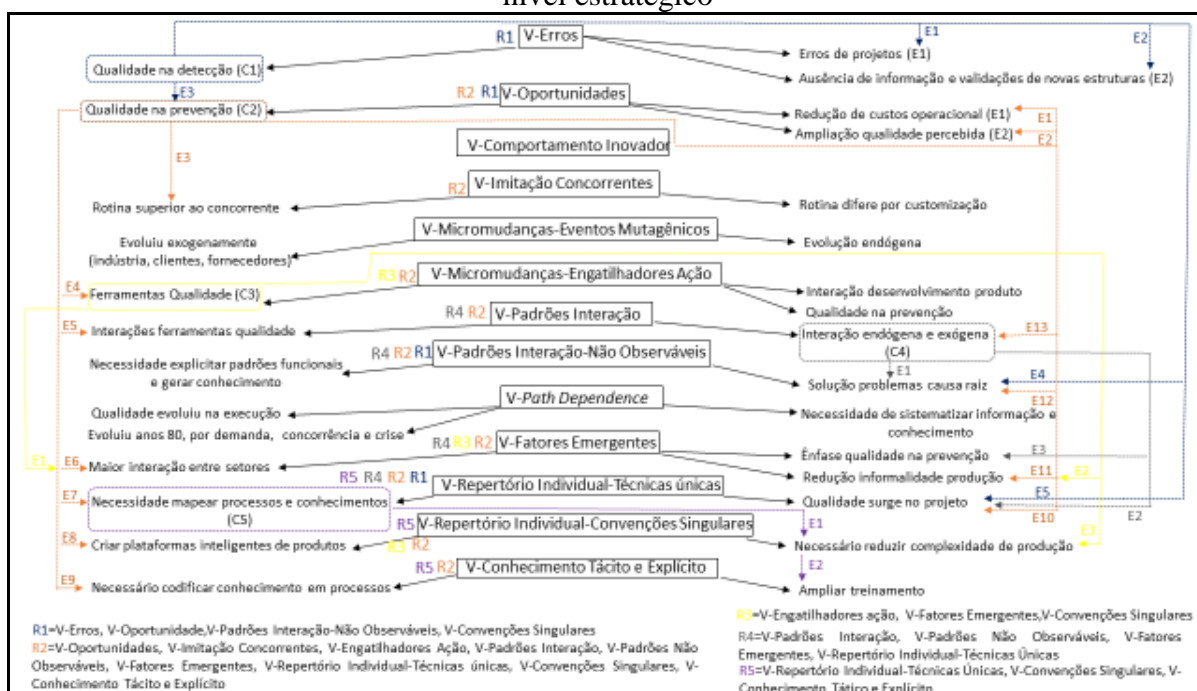 nível estratégico
R1 V-Erros
E1
E2
Erros de projetos (E1)
Qualidade na detecção (C1)
Ausência de informação e validações de novas estruturas (E2)
E3
R2 R1 V-Oportunidades
Qualidade na prevenção (C2)
Redução de custos operacional (E1)
E1
Ampliação qualidade percebida (E2)
E2
V-Comportamento Inovador
E3
R2 V-Imitação Concorrentes
Rotina superior ao concorrente
Rotina difere por customização
V-Micromudanças-Eventos Mutagênicos
Evoluiu exogenamente
(indústria, clientes, fornecedores)
Evolução endógena
R3 R2 V-Micromudanças-Engatilhadores Ação
E4
Ferramentas Qualidade (C3)
Interação desenvolvimento produto
Qualidade na prevenção
R4 R2 V-Padrões Interação
E5
Interações ferramentas qualidade
Interação endógena e exógena
(C4)
E13
R4 R2 R1 V-Padrões Interação-Não Observáveis
Necessidade explicitar padrões funcionais
e gerar conhecimento
E1
E4
Solução problemas causa raiz
E12
V-Path Dependence
Qualidade evoluiu na execução
Necessidade de sistematizar informação e
conhecimento
Evoluiu anos 80, por demanda, concorrência e crise
R4 R3 R2 V-Fatores Emergentes
E1
E6
Maior interação entre setores
Ênfase qualidade na prevenção
E3
Redução informalidade produção
E11
E2
R5 R4 R2 R1 V-Repertório Individual-Técnicas únicas
E7
Necessidade mapear processos e conhecimentos
(C5)
Qualidade surge no projeto
E5
E10
E2
R5 V-Repertório Individual-Convenções Singulares
E1
E3
R3 R2
E8
Criar plataformas inteligentes de produtos
Necessário reduzir complexidade de produção
R5 R2 V-Conhecimento Tácito e Explícito
E2
E9
Necessário codificar conhecimento em processos
Ampliar treinamento
R1=V-Erros, V-Oportunidade,V-Padrões Interação-Não Observáveis, V-Convenções Singulares
R2=V-Oportunidades, V-Imitação Concorrentes, V-Engatilhadores Ação, V-Padrões Interação, V-Padrões Não
Observáveis, V-Fatores Emergentes, V-Repertório Individual-Técnicas únicas, V-Convenções Singulares, V-
Conhecimento Tácito e Explícito
R3=V-Engatilhadores ação, V-Fatores Emergentes,V-Convenções Singulares
R4=V-Padrões Interação, V-Padrões Não Observáveis, V-Fatores
Emergentes, V-Repertório Individual-Técnicas Únicas
R5=V-Repertório Individual-Técnicas Únicas, V-Convenções Singulares, V-
Conhecimento Tático e Explícito